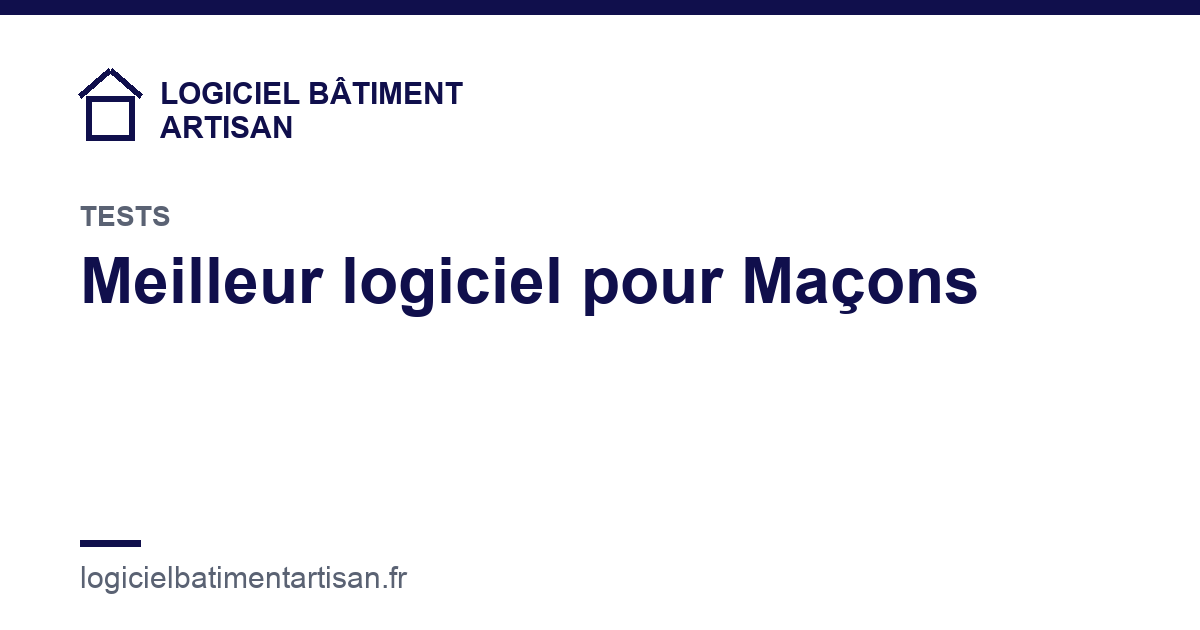 LOGICIEL BÂTIMENT
ARTISAN
TESTS
Meilleur logiciel pour Maçons
logicielbatimentartisan.fr